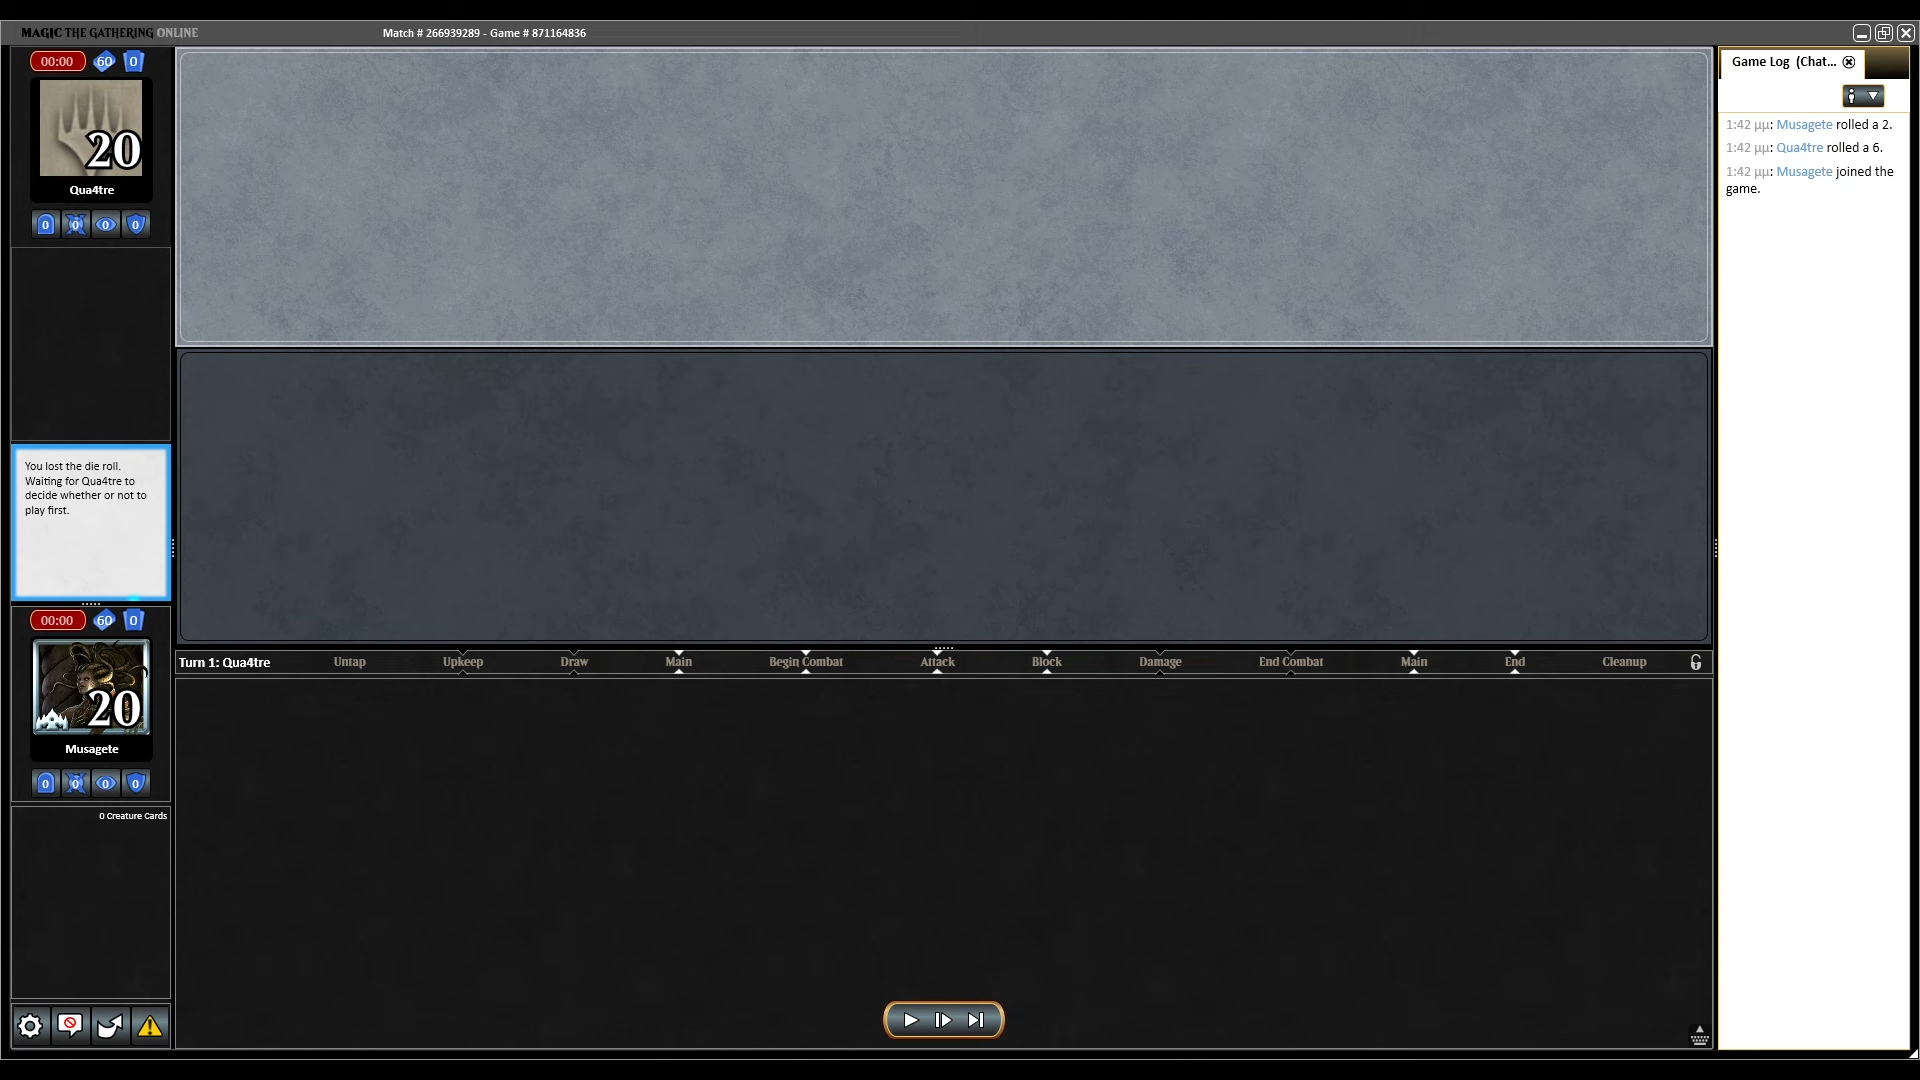 MAGIC THE GATHERING ONLINE
Match # 266939289 - Game # 871164836
00:00 60 0
20
Qua4tre
0 0 0 0
You lost the die roll.
Waiting for Qua4tre to
decide whether or not to
play first.
00:00 60 0
20
Musagete
0 0 0 0
0 Creature Cards
Turn 1: Qua4tre Untap Upkeep Draw Main Begin Combat Attack Block Damage End Combat Main End Cleanup
Game Log (Chat...
1:42 μμ: Musagete rolled a 2.
1:42 μμ: Qua4tre rolled a 6.
1:42 μμ: Musagete joined the
game.